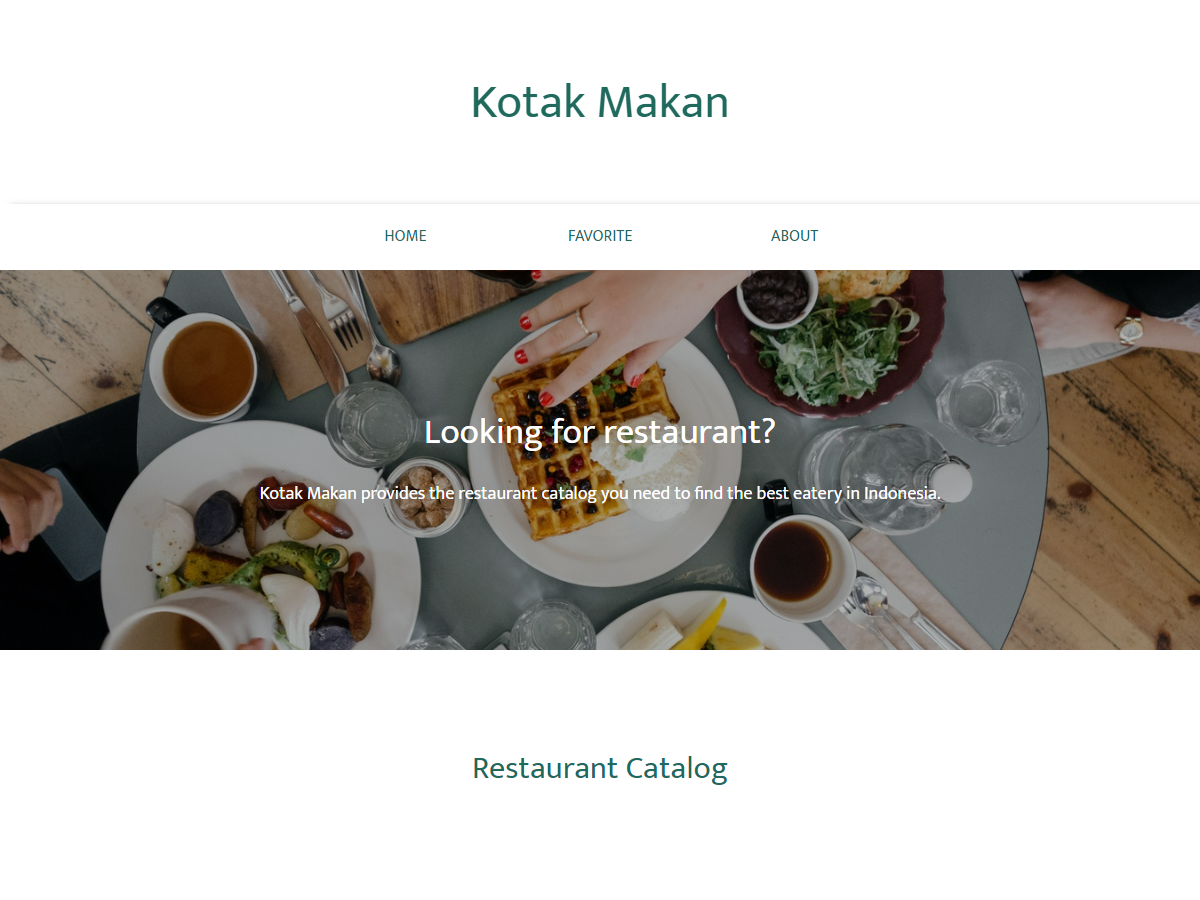 Kotak Makan
HOME FAVORITE ABOUT
Looking for restaurant?
Kotak Makan provides the restaurant catalog you need to find the best eatery in Indonesia.
Restaurant Catalog